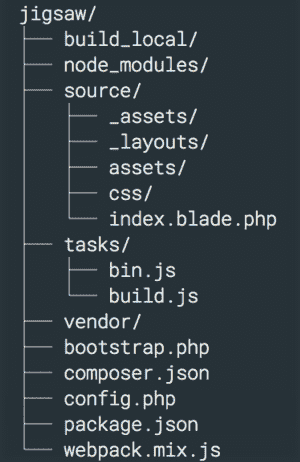 jigsaw/
build_local/
node_modules/
source/
_assets/
_layouts/
assets/
css/
index.blade.php
tasks/
bin.js
build.js
vendor/
bootstrap.php
composer.json
config.php
package.json
webpack.mix.js